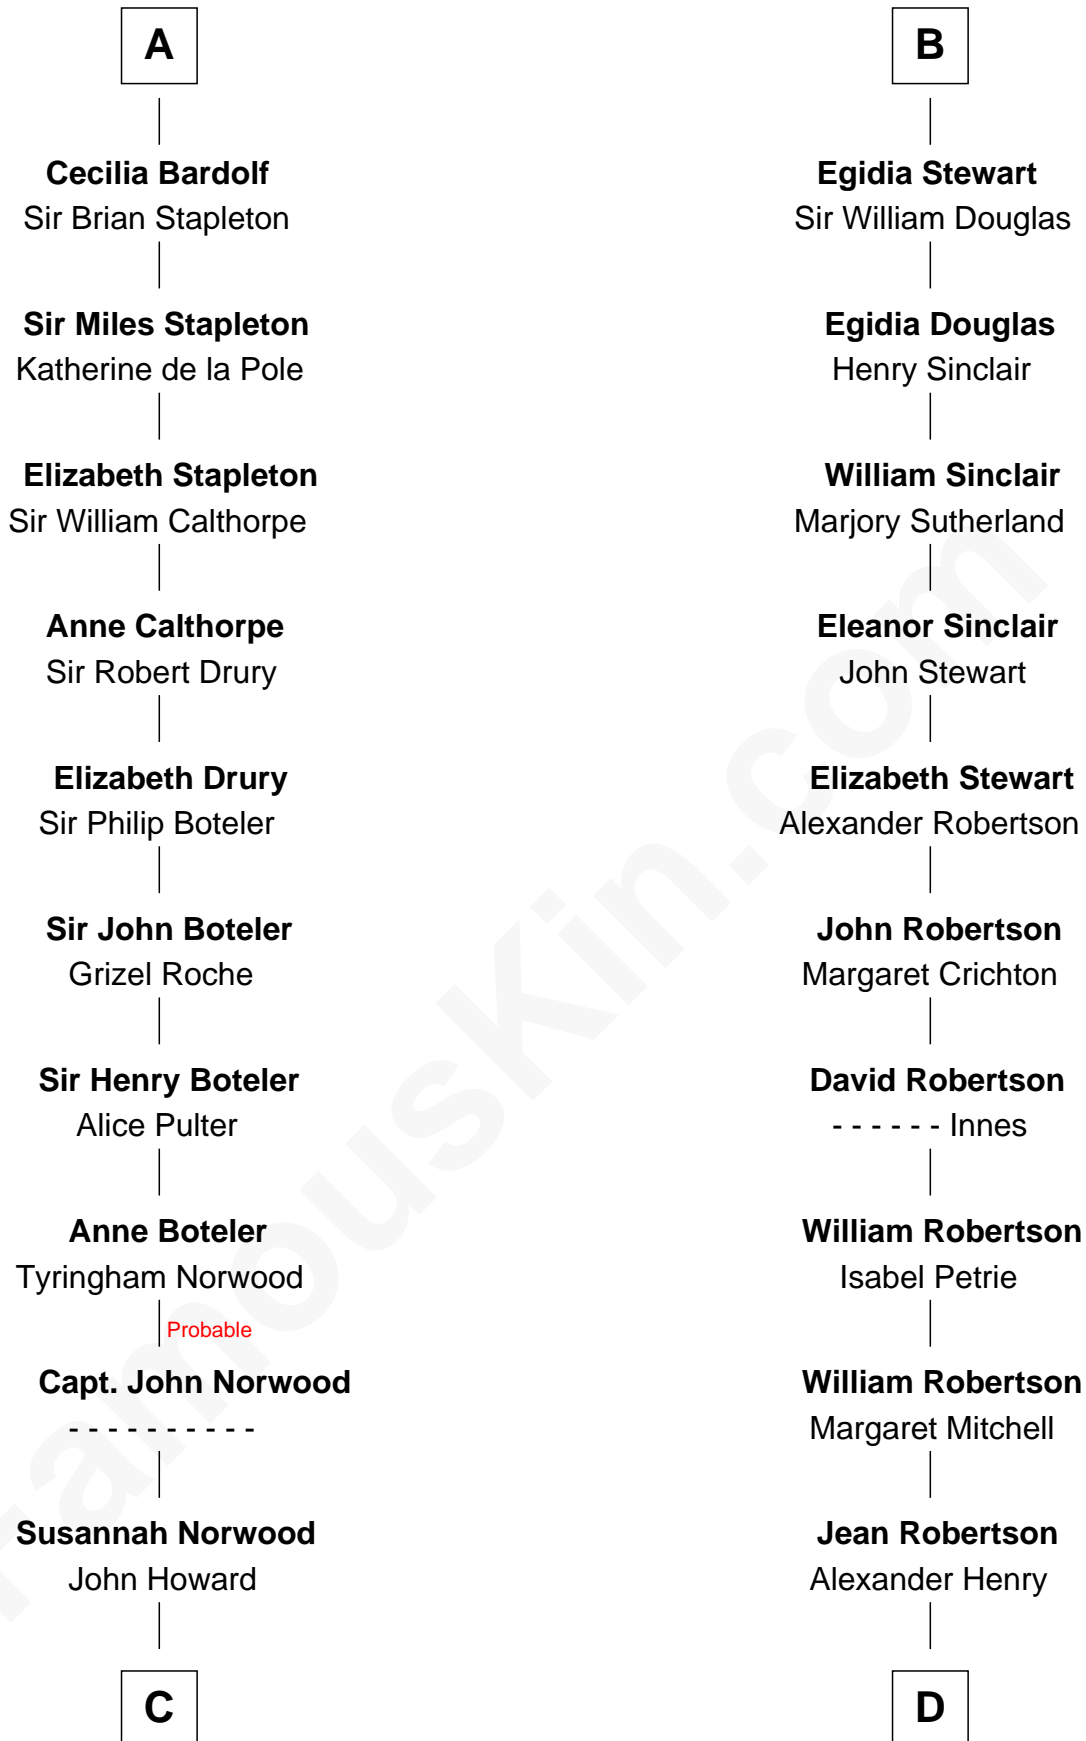 A
Cecilia Bardolf
Sir Brian Stapleton
Sir Miles Stapleton
Katherine de la Pole
Elizabeth Stapleton
Sir William Calthorpe
Anne Calthorpe
Sir Robert Drury
Elizabeth Drury
Sir Philip Boteler
Sir John Boteler
Grizel Roche
Sir Henry Boteler
Alice Pulter
Anne Boteler
Tyringham Norwood
Probable
Capt. John Norwood
- - - - - - - - - -
Susannah Norwood
John Howard
C
B
Egidia Stewart
Sir William Douglas
Egidia Douglas
Henry Sinclair
William Sinclair
Marjory Sutherland
Eleanor Sinclair
John Stewart
Elizabeth Stewart
Alexander Robertson
John Robertson
Margaret Crichton
David Robertson
- - - - - - Innes
William Robertson
Isabel Petrie
William Robertson
Margaret Mitchell
Jean Robertson
Alexander Henry
D
FamousKin.com